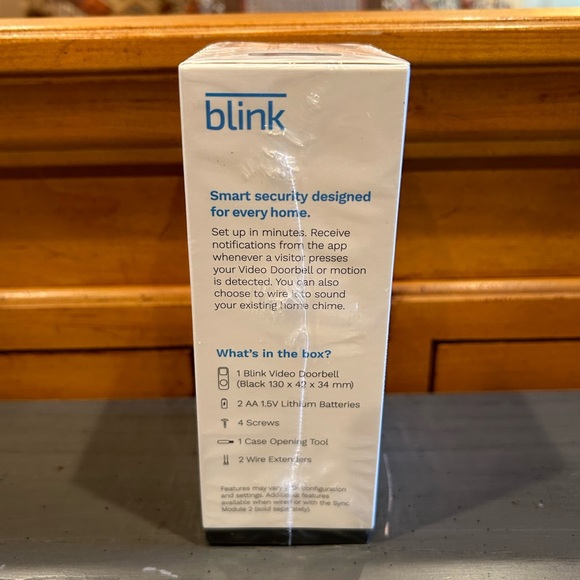 blink
Smart security designed
for every home.
Set up in minutes. Receive
notifications from the app
whenever a visitor presses
your Video Doorbell or motion
is detected. You can also
choose to wire it to sound
your existing home chime.
What's in the box?
1 Blink Video Doorbell
(Black 130 x 42 x 34 mm)
2 AA 1.5V Lithium Batteries
4 Screws
1 Case Opening Tool
2 Wire Extenders
Features may vary by configuration
and settings. Additional features
available when wired or with the Sync
Module 2 (sold separately)